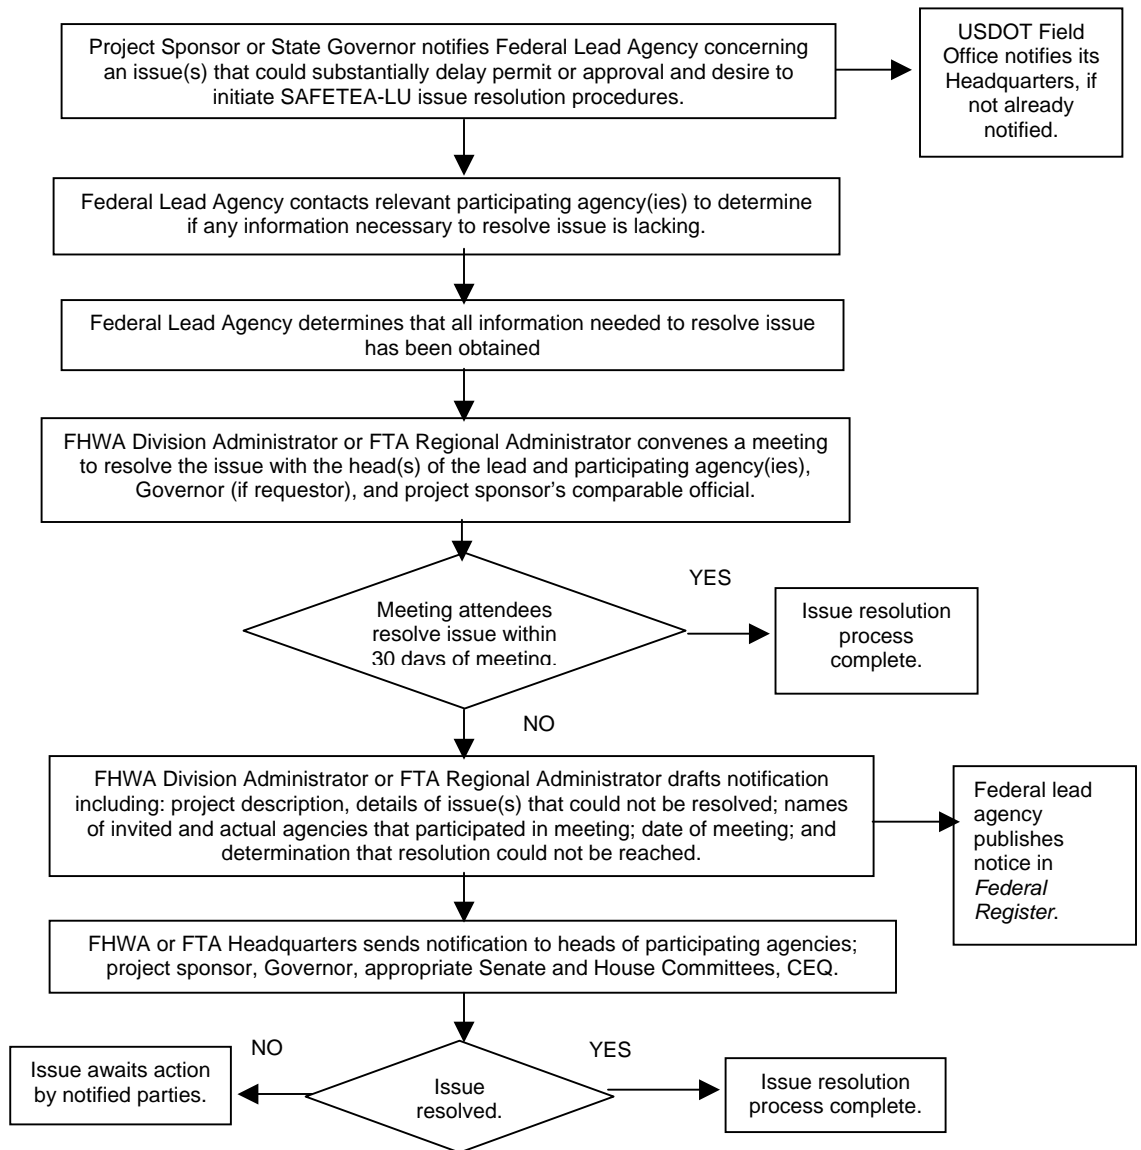 Project Sponsor or State Governor notifies Federal Lead Agency concerning
an issue(s) that could substantially delay permit or approval and desire to
initiate SAFETEA-LU issue resolution procedures.
USDOT Field
Office notifies its
Headquarters, if
not already
notified.
Federal Lead Agency contacts relevant participating agency(ies) to determine
if any information necessary to resolve issue is lacking.
Federal Lead Agency determines that all information needed to resolve issue
has been obtained
FHWA Division Administrator or FTA Regional Administrator convenes a meeting
to resolve the issue with the head(s) of the lead and participating agency(ies),
Governor (if requestor), and project sponsor's comparable official.
Meeting attendees
resolve issue within
30 days of meeting.
YES
Issue resolution
process
complete.
NO
FHWA Division Administrator or FTA Regional Administrator drafts notification
including: project description, details of issue(s) that could not be resolved; names
of invited and actual agencies that participated in meeting; date of meeting; and
determination that resolution could not be reached.
Federal lead
agency
publishes
notice in
Federal
Register.
FHWA or FTA Headquarters sends notification to heads of participating agencies;
project sponsor, Governor, appropriate Senate and House Committees, CEQ.
NO
Issue awaits action
by notified parties.
Issue
resolved.
YES
Issue resolution
process complete.